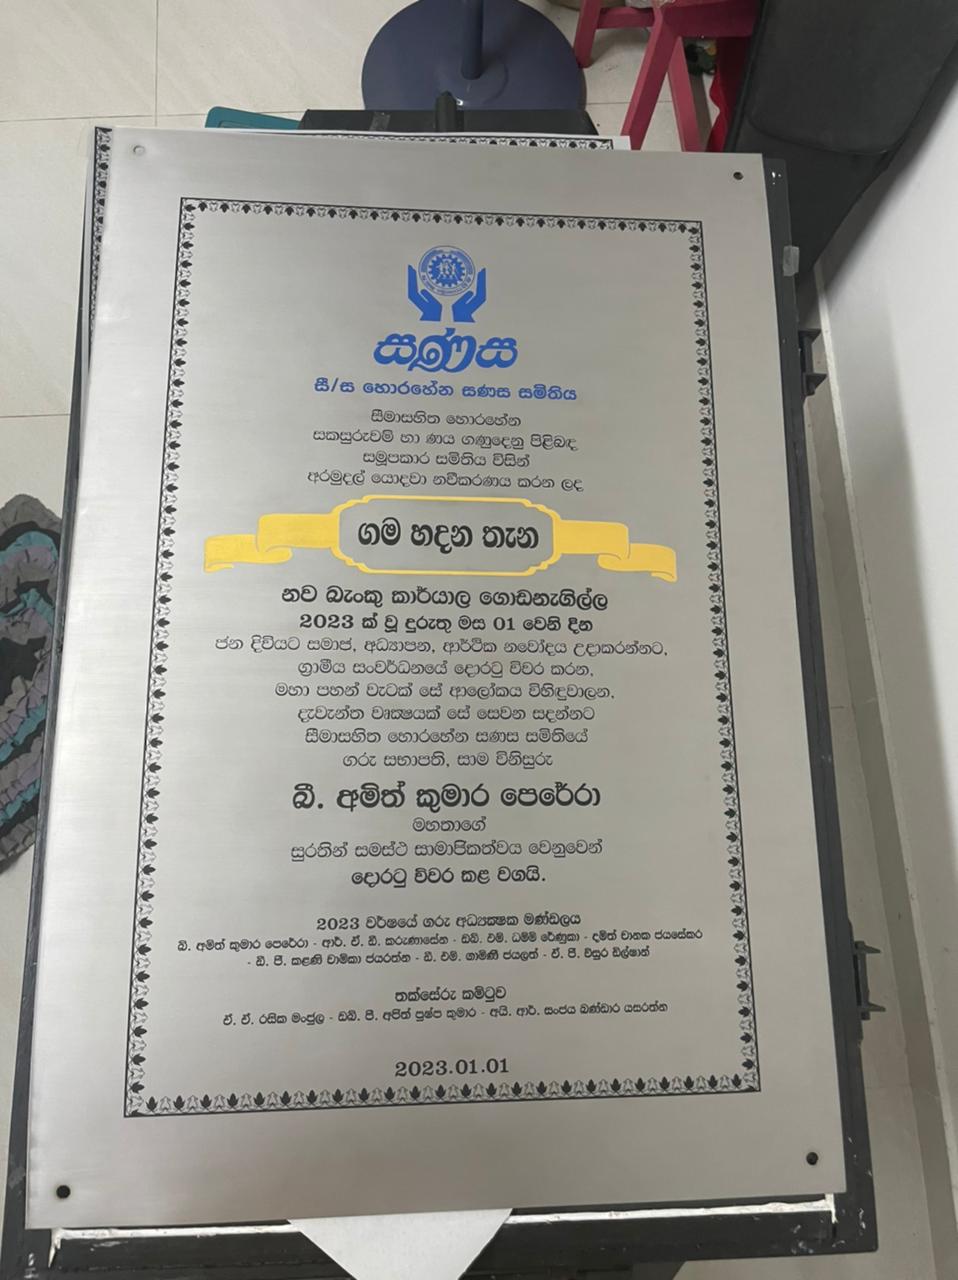 සණස
සී/ස හොරහේන සණස සමිතිය
සීමාසහිත හොරහේන
සකසුරුවම් හා ණය ගණුදෙනු පිළිබඳ
සමූපකාර සමිතිය විසින්
අරමුදල් යොදවා නවීකරණය කරන ලද
ගම හදන තැන
නව බැංකු කාර්යාල ගොඩනැගිල්ල
2023 ක් වූ දුරුතු මස 01 වෙනි දින
ජන දිවියට සමාජ, අධ්‍යාපන, ආර්ථික නවෝදය උදාකරන්නට,
ග්‍රාමීය සංවර්ධනයේ දොරටු විවර කරන,
මහා පහන් වැටක් සේ ආලෝකය විහිඳුවාලන,
දැවැන්ත වෘක්ෂයක් සේ සෙවන සදන්නට
සීමාසහිත හොරහේන සණස සමිතියේ
ගරු සභාපති, සාම විනිසුරු
බී. අමිත් කුමාර පෙරේරා
මහතාගේ
සුරතින් සමස්ථ සාමාජිකත්වය වෙනුවෙන්
දොරටු විවර කළ වගයි.
2023 වර්ෂයේ ගරු අධ්‍යක්ෂක මණ්ඩලය
බී. අමිත් කුමාර පෙරේරා - ආර්. ඒ. ඩී. කරුණාසේන - ඩබ්. එම්. ධම්ම රේණුකා - දමිත් චානක ජයසේකර
- ඩී. පී. කළණි චාමිකා ජයරත්න - ඩී. එම්. ගාමිණි ජයලත් - ඒ. පී. විසුර ඩිල්ෂාන්
තක්සේරු කමිටුව
ඒ. ඒ. රසික මංජුල - ඩබ්. පී. අජිත් පුෂ්ප කුමාර - අයි. ආර්. සංජය බණ්ඩාර යසරත්න
2023.01.01